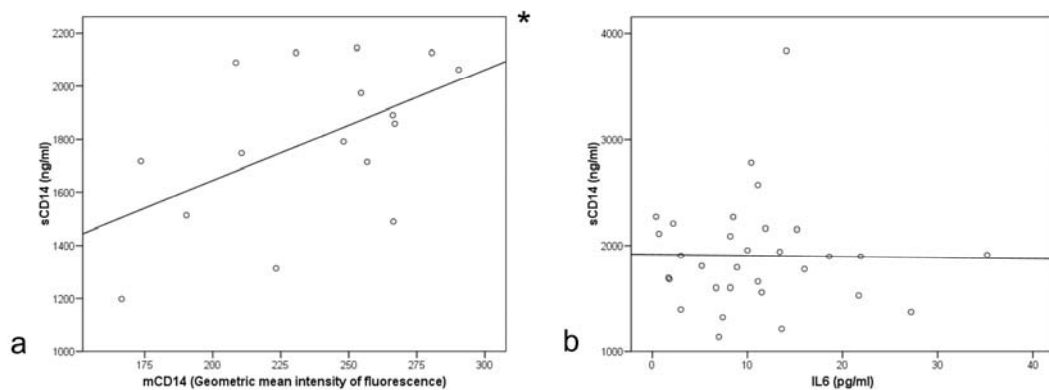 *
2200
2000
1800
1600
1400
1200
1000
sCD14 (ng/ml)
175 200 225 250 275 300
mCD14 (Geometric mean intensity of fluorescence)
a
4000
3000
2000
1000
sCD14 (ng/ml)
0 10 20 30 40
IL6 (pg/ml)
b